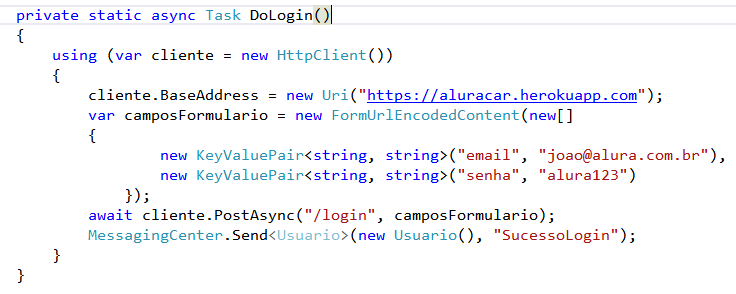 private static async Task DoLogin()
{
using (var cliente = new HttpClient())
{
cliente.BaseAddress = new Uri("https://aluracar.herokuapp.com");
var camposFormulario = new FormUrlEncodedContent(new[]
{
new KeyValuePair<string, string>("email", "joao@alura.com.br"),
new KeyValuePair<string, string>("senha", "alura123")
});
await cliente.PostAsync("/login", camposFormulario);
MessagingCenter.Send<Usuario>(new Usuario(), "SucessoLogin");
}
}